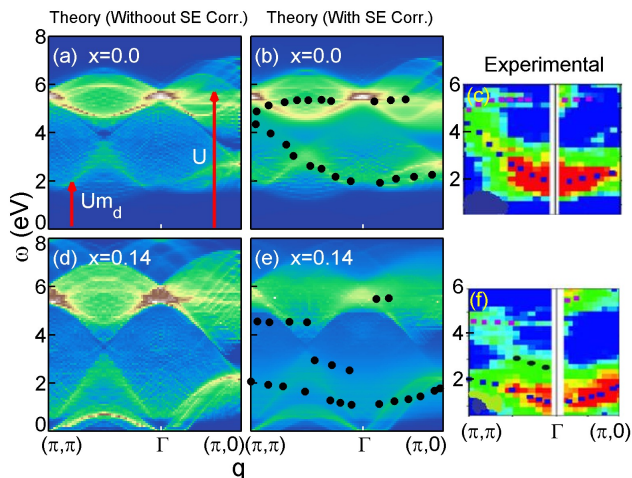 Theory (Withoout SE Corr.) Theory (With SE Corr.)
Experimental
8
6
4
2
0
(a) x=0.0
U
Um_d
(b) x=0.0
6
4
2
(c)
ω (eV)
8
6
4
2
0
(d) x=0.14
(e) x=0.14
6
4
2
0
(f)
(π,π) Γ (π,0) (π,π) Γ (π,0)
(π,π) Γ (π,0)
q